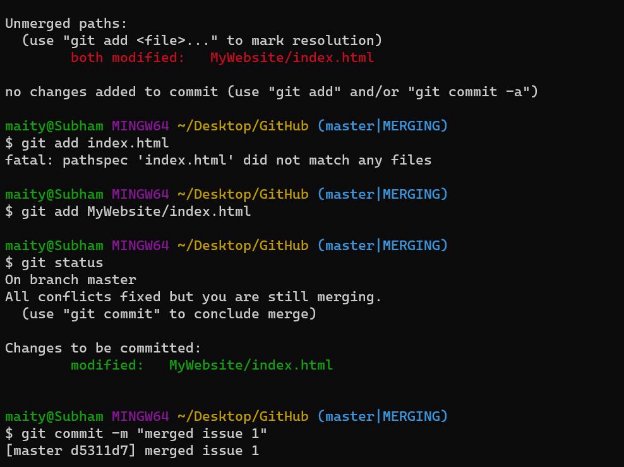 Unmerged paths:
  (use "git add <file>..." to mark resolution)
        both modified:   MyWebsite/index.html

no changes added to commit (use "git add" and/or "git commit -a")

maity@Subham MINGW64 ~/Desktop/GitHub (master|MERGING)
$ git add index.html
fatal: pathspec 'index.html' did not match any files

maity@Subham MINGW64 ~/Desktop/GitHub (master|MERGING)
$ git add MyWebsite/index.html

maity@Subham MINGW64 ~/Desktop/GitHub (master|MERGING)
$ git status
On branch master
All conflicts fixed but you are still merging.
  (use "git commit" to conclude merge)

Changes to be committed:
        modified:   MyWebsite/index.html


maity@Subham MINGW64 ~/Desktop/GitHub (master|MERGING)
$ git commit -m "merged issue 1"
[master d5311d7] merged issue 1